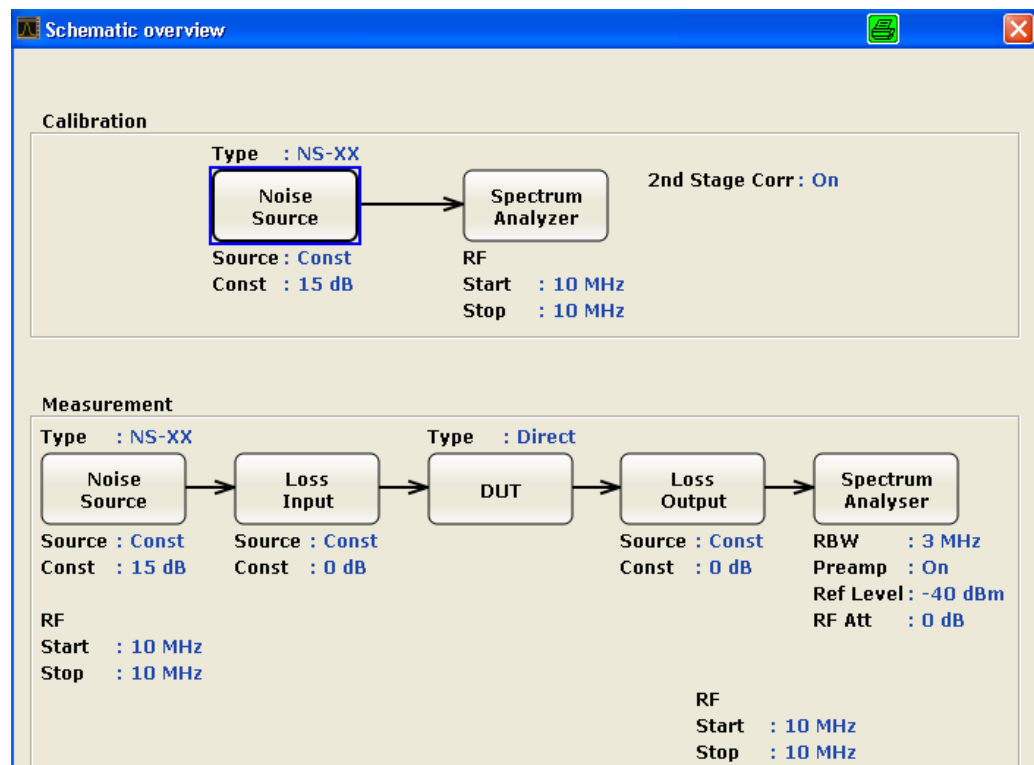 Schematic overview
Calibration
Type : NS-XX
Noise
Source
Spectrum
Analyzer
2nd Stage Corr : On
Source : Const
Const : 15 dB
RF
Start : 10 MHz
Stop : 10 MHz
Measurement
Type : NS-XX
Type : Direct
Noise
Source
Loss
Input
DUT
Loss
Output
Spectrum
Analyser
Source : Const
Const : 15 dB
Source : Const
Const : 0 dB
Source : Const
Const : 0 dB
RBW : 3 MHz
Preamp : On
Ref Level : -40 dBm
RF Att : 0 dB
RF
Start : 10 MHz
Stop : 10 MHz
RF
Start : 10 MHz
Stop : 10 MHz